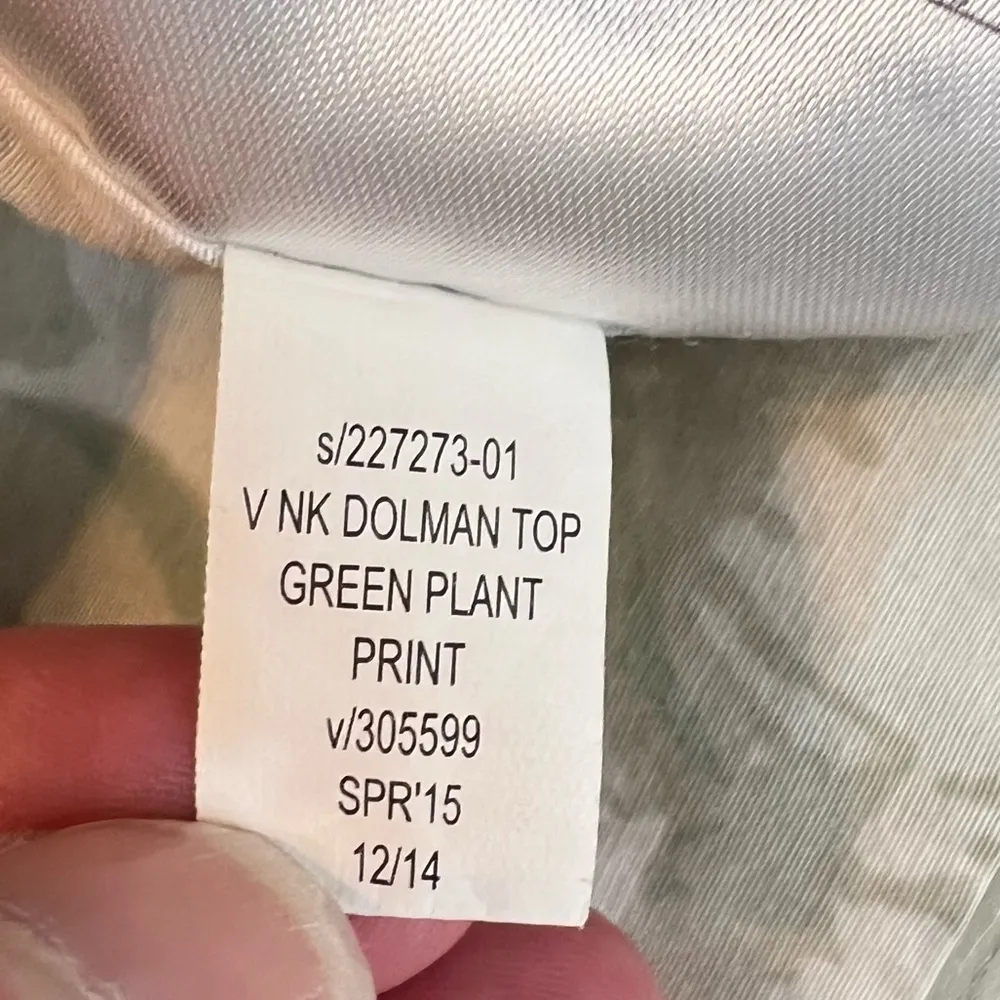 s/227273-01
V NK DOLMAN TOP
GREEN PLANT
PRINT
v/305599
SPR'15
12/14